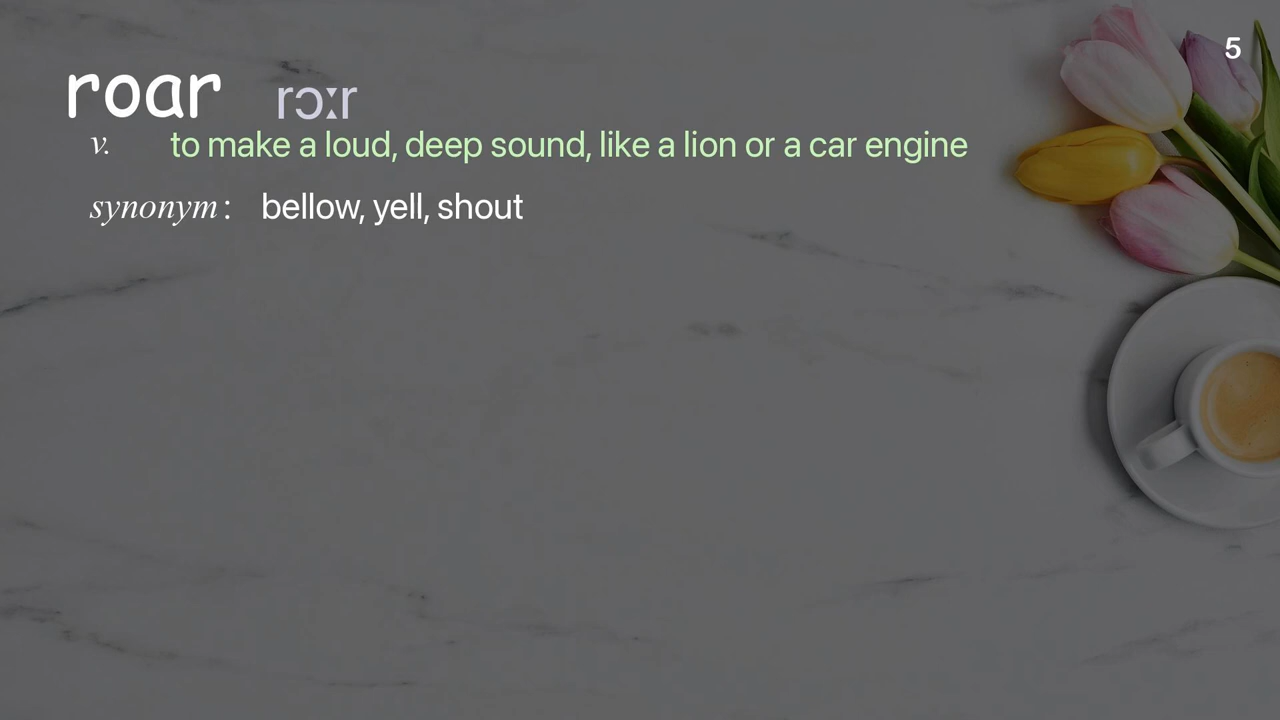 5
roar rɔːr
v. to make a loud, deep sound, like a lion or a car engine
synonym: bellow, yell, shout